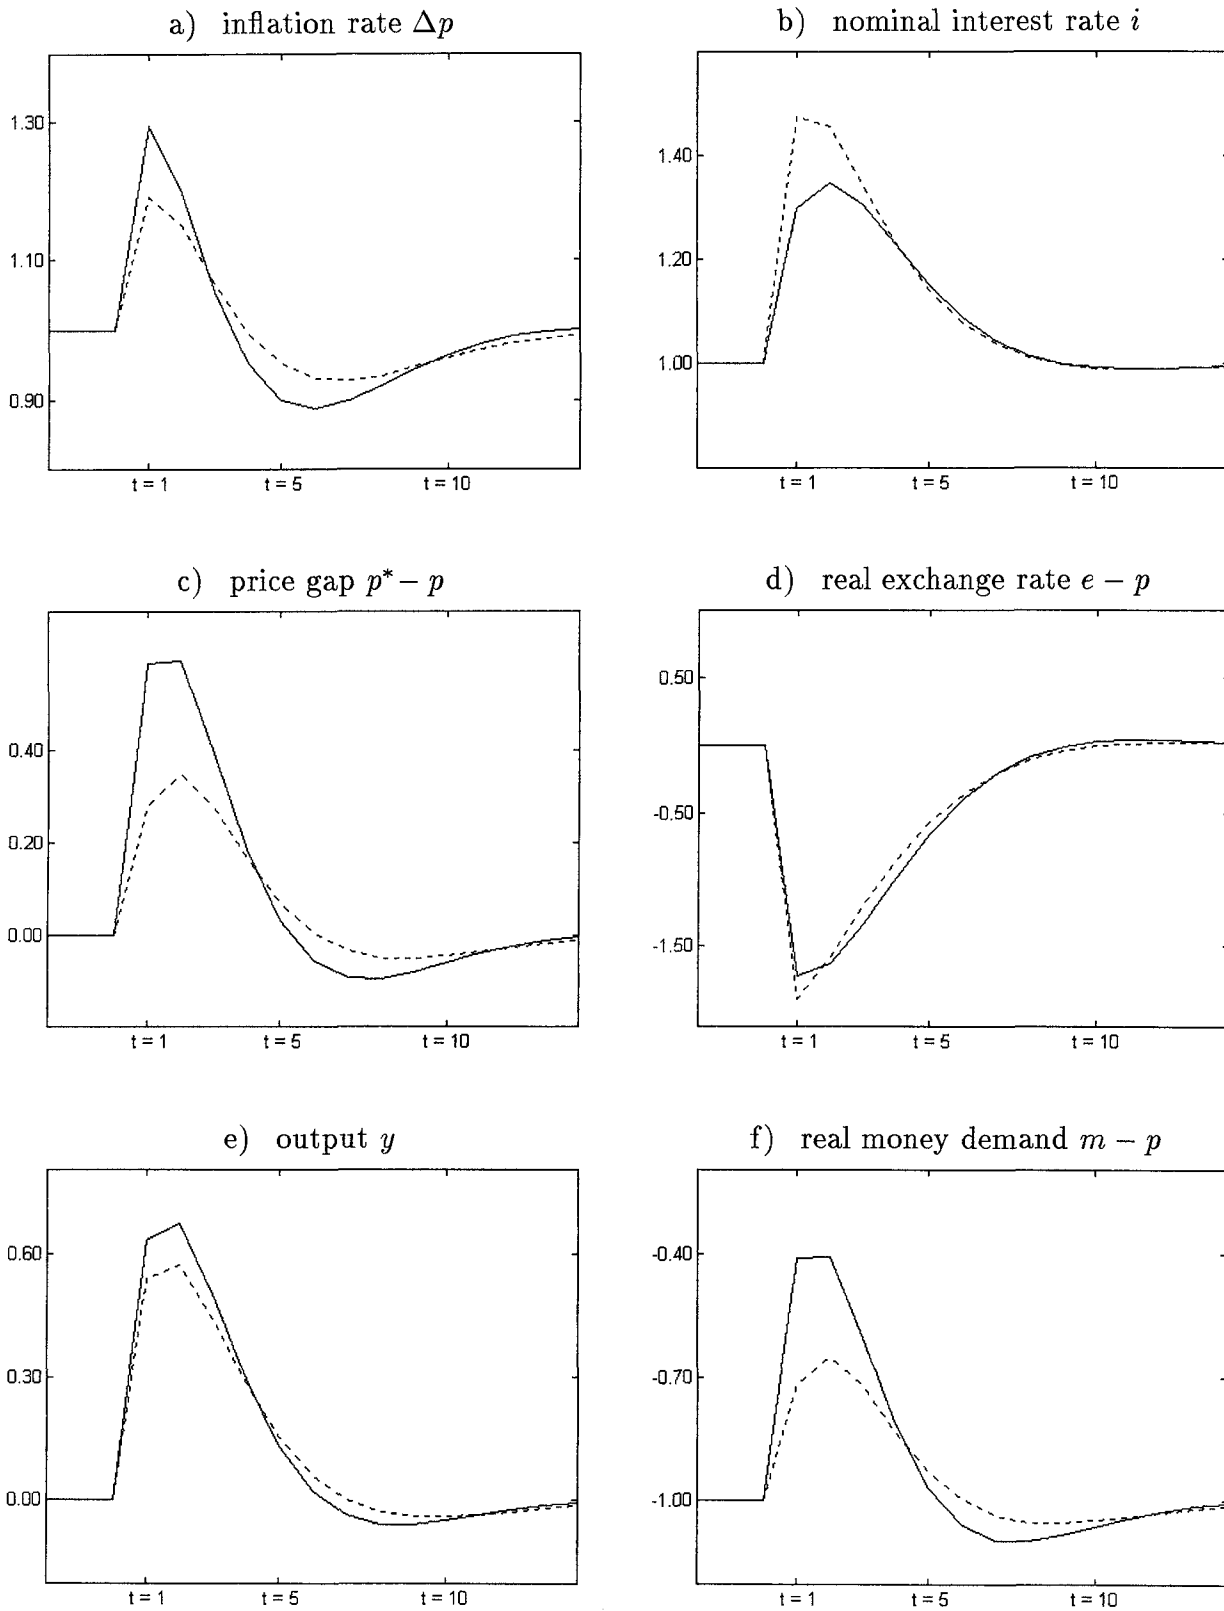 a) inflation rate Δp
1.30
1.10
0.90
t = 1
t = 5
t = 10
b) nominal interest rate i
1.40
1.20
1.00
t = 1
t = 5
t = 10
c) price gap p* − p
0.40
0.20
0.00
t = 1
t = 5
t = 10
d) real exchange rate e − p
0.50
-0.50
-1.50
t = 1
t = 5
t = 10
e) output y
0.60
0.30
0.00
t = 1
t = 5
t = 10
f) real money demand m − p
-0.40
-0.70
-1.00
t = 1
t = 5
t = 10